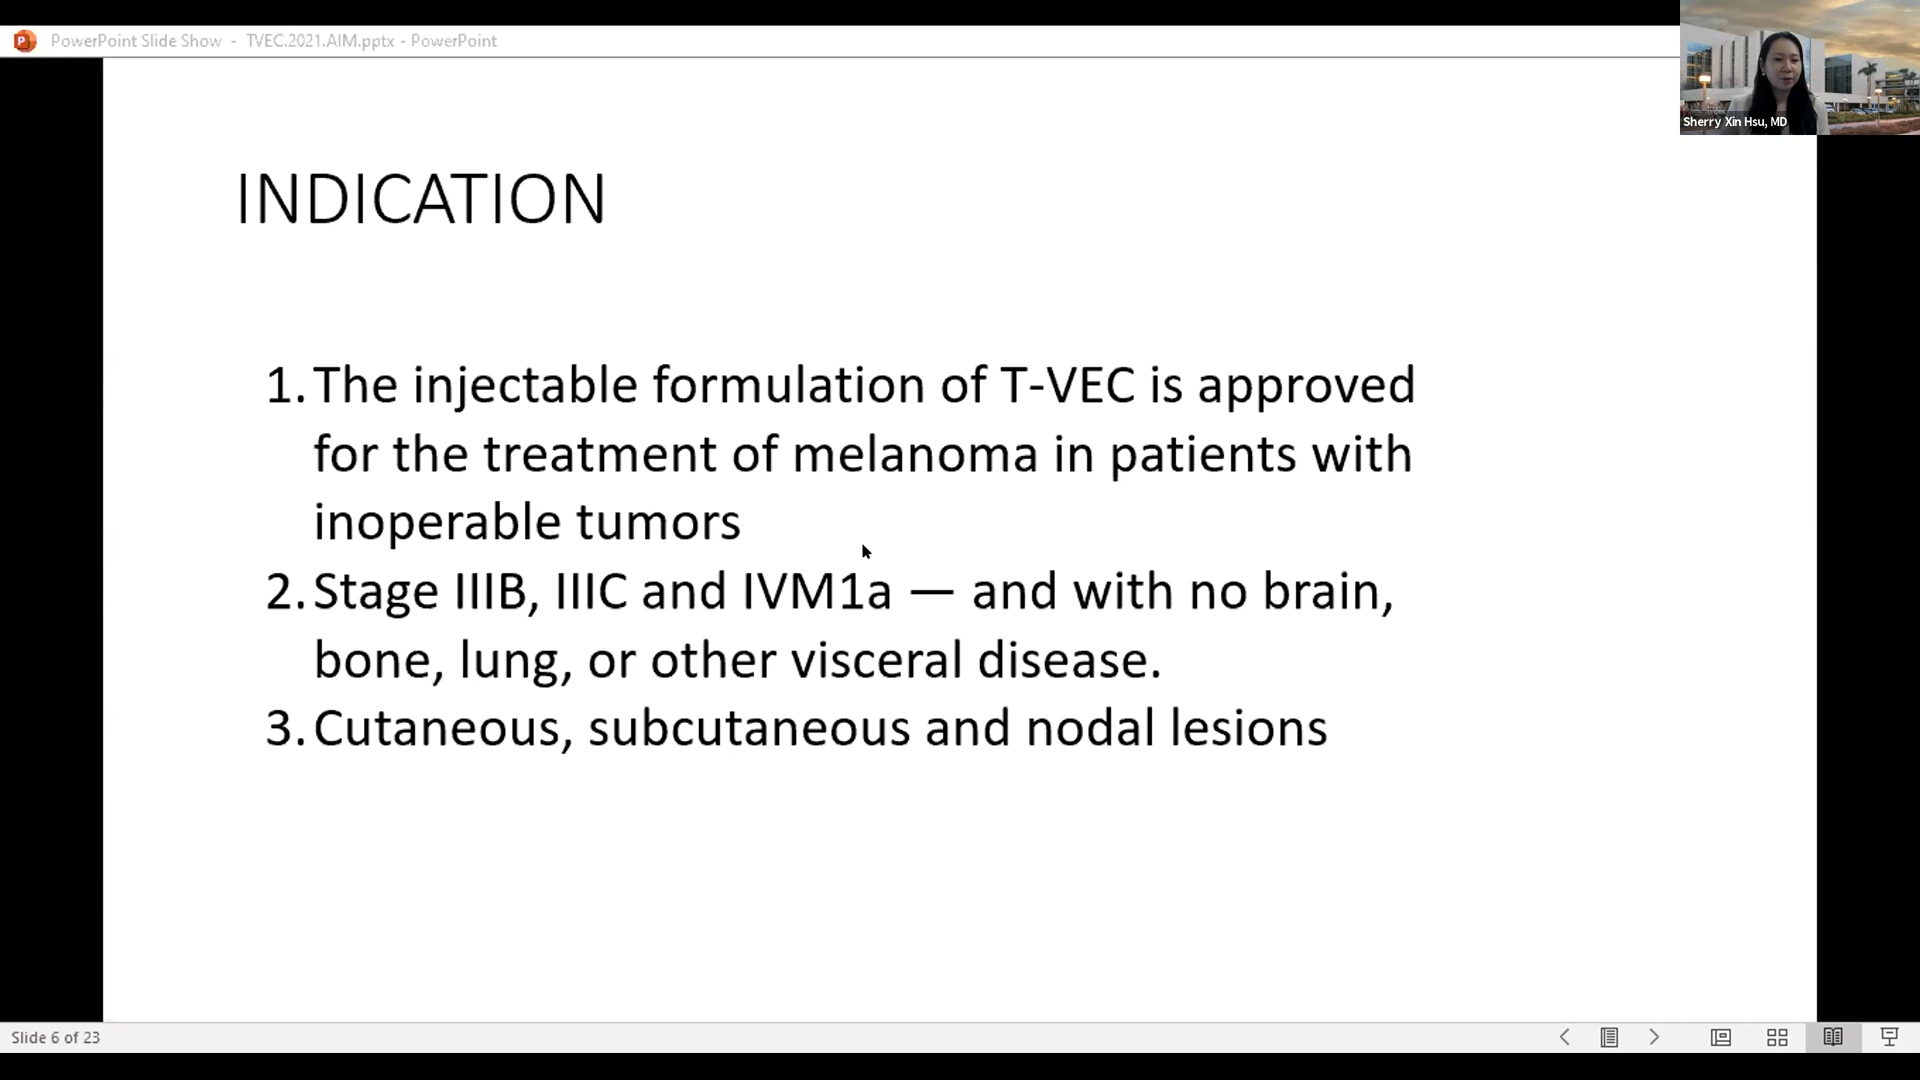 PowerPoint Slide Show - TVEC.2021.AIM.pptx - PowerPoint
Sherry Xin Hsu, MD
INDICATION
1. The injectable formulation of T-VEC is approved
for the treatment of melanoma in patients with
inoperable tumors
2. Stage IIIB, IIIC and IVM1a — and with no brain,
bone, lung, or other visceral disease.
3. Cutaneous, subcutaneous and nodal lesions
Slide 6 of 23